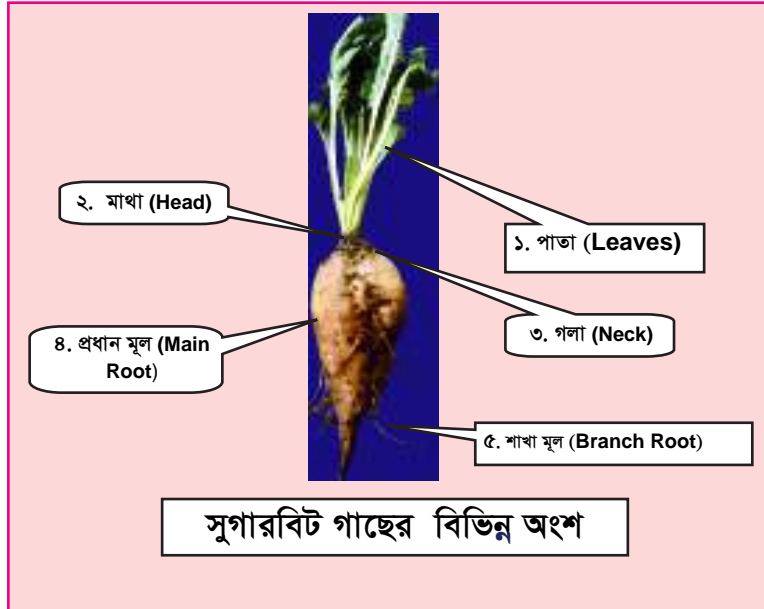 ২. মাথা (Head)
১. পাতা (Leaves)
৩. গলা (Neck)
৪. প্রধান মূল (Main
Root)
৫. শাখা মূল (Branch Root)
সুগারবিট গাছের বিভিন্ন অংশ